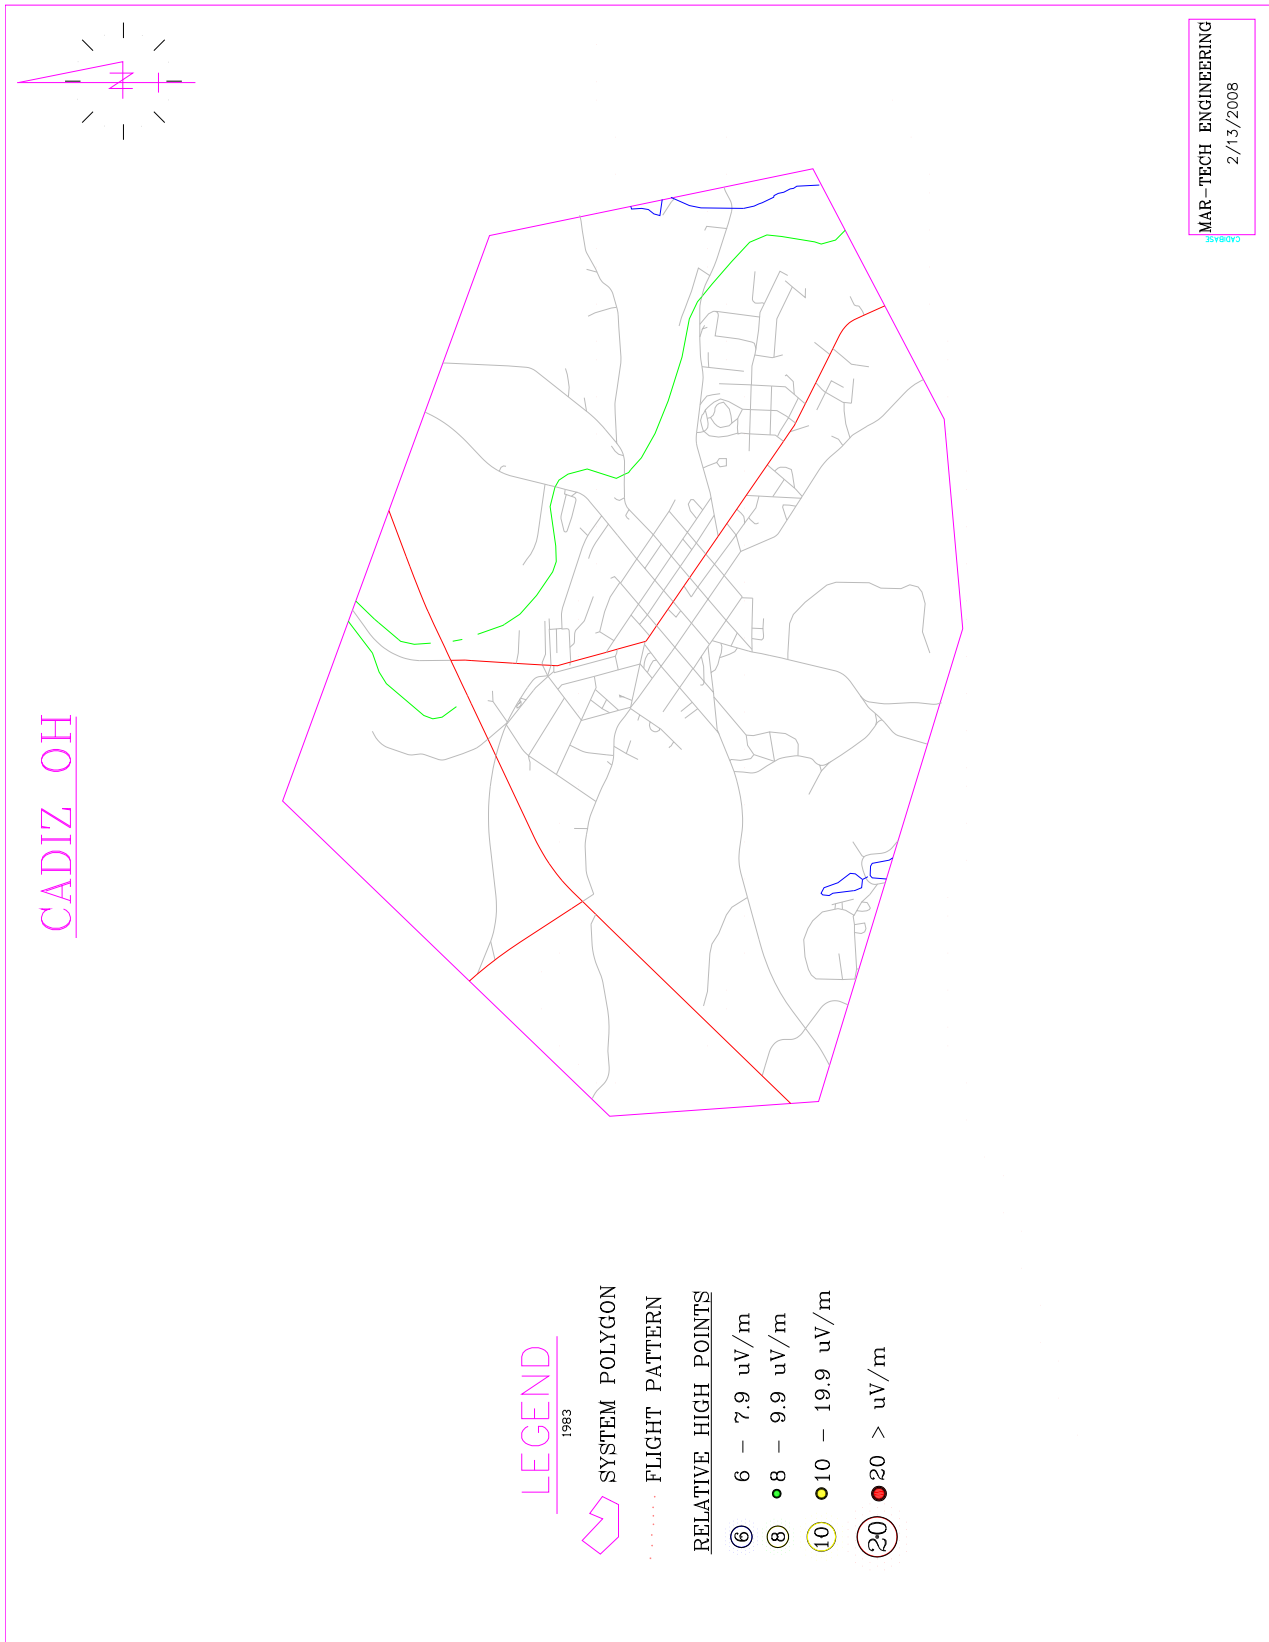 CADIZ OH
N
MAR-TECH ENGINEERING
2/13/2008
CADIBASE
LEGEND
1983
SYSTEM POLYGON
FLIGHT PATTERN
RELATIVE HIGH POINTS
6 6 - 7.9 uV/m
8 8 - 9.9 uV/m
10 10 - 19.9 uV/m
20 20 > uV/m